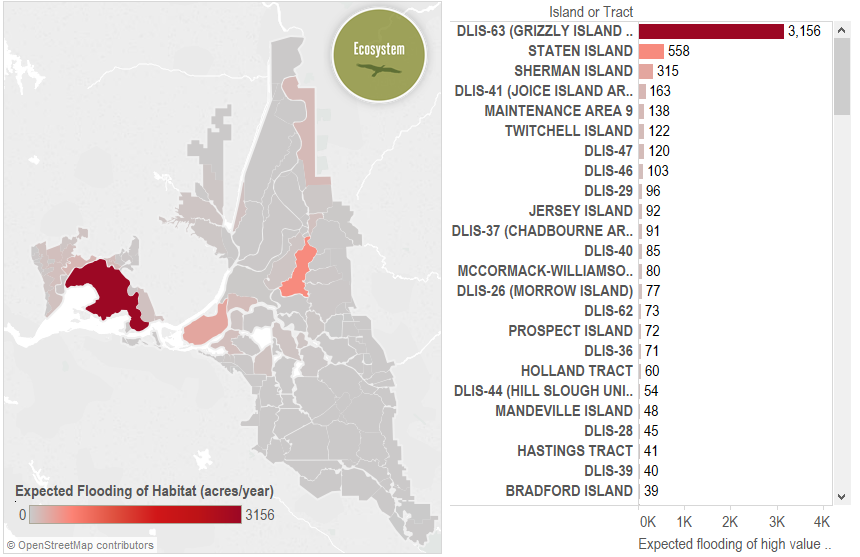 Ecosystem
Expected Flooding of Habitat (acres/year)
0
3156
© OpenStreetMap contributors
Island or Tract
DLIS-63 (GRIZZLY ISLAND .. 3,156
STATEN ISLAND 558
SHERMAN ISLAND 315
DLIS-41 (JOICE ISLAND AR.. 163
MAINTENANCE AREA 9 138
TWITCHELL ISLAND 122
DLIS-47 120
DLIS-46 103
DLIS-29 96
JERSEY ISLAND 92
DLIS-37 (CHADBOURNE AR.. 91
DLIS-40 85
MCCORMACK-WILLIAMSO.. 80
DLIS-26 (MORROW ISLAND) 77
DLIS-62 73
PROSPECT ISLAND 72
DLIS-36 71
HOLLAND TRACT 60
DLIS-44 (HILL SLOUGH UNI.. 54
MANDEVILLE ISLAND 48
DLIS-28 45
HASTINGS TRACT 41
DLIS-39 40
BRADFORD ISLAND 39
0K 1K 2K 3K 4K
Expected flooding of high value ..